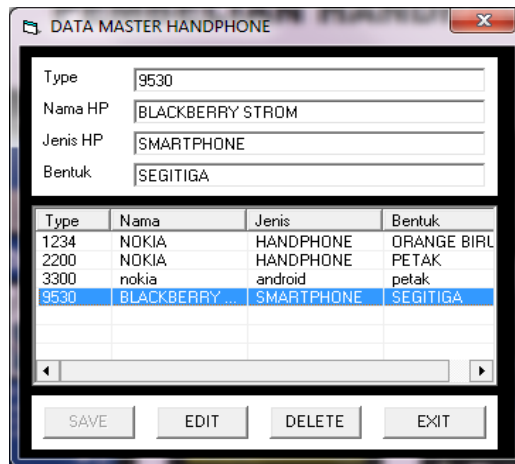 DATA MASTER HANDPHONE
Type 9530
Nama HP BLACKBERRY STROM
Jenis HP SMARTPHONE
Bentuk SEGITIGA
Type Nama Jenis Bentuk
1234 NOKIA HANDPHONE ORANGE BIRU
2200 NOKIA HANDPHONE PETAK
3300 nokia android petak
9530 BLACKBERRY ... SMARTPHONE SEGITIGA
SAVE EDIT DELETE EXIT